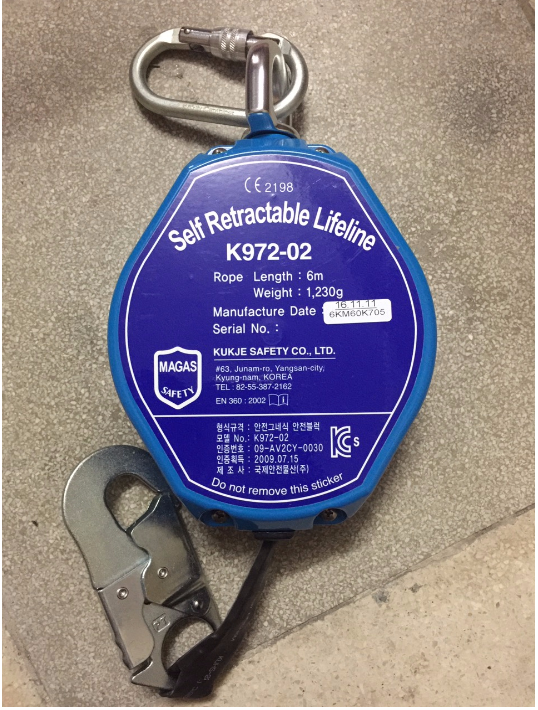 CE 2198
Self Retractable Lifeline
K972-02
Rope Length : 6m
Weight : 1,230g
Manufacture Date : 16.11.11
Serial No. : 6KM60K705
MAGAS
SAFETY
KUKJE SAFETY CO., LTD.
#63, Junam-ro, Yangsan-city,
Kyung-nam, KOREA
TEL : 82-55-387-2162
EN 360 : 2002
형식규격 : 안전그네식 안전블럭
모델 No.: K972-02
인증번호 : 09-AV2CY-0030
인증획득 : 2009.07.15
제 조 사 : 국제안전물산(주)
KCs
Do not remove this sticker